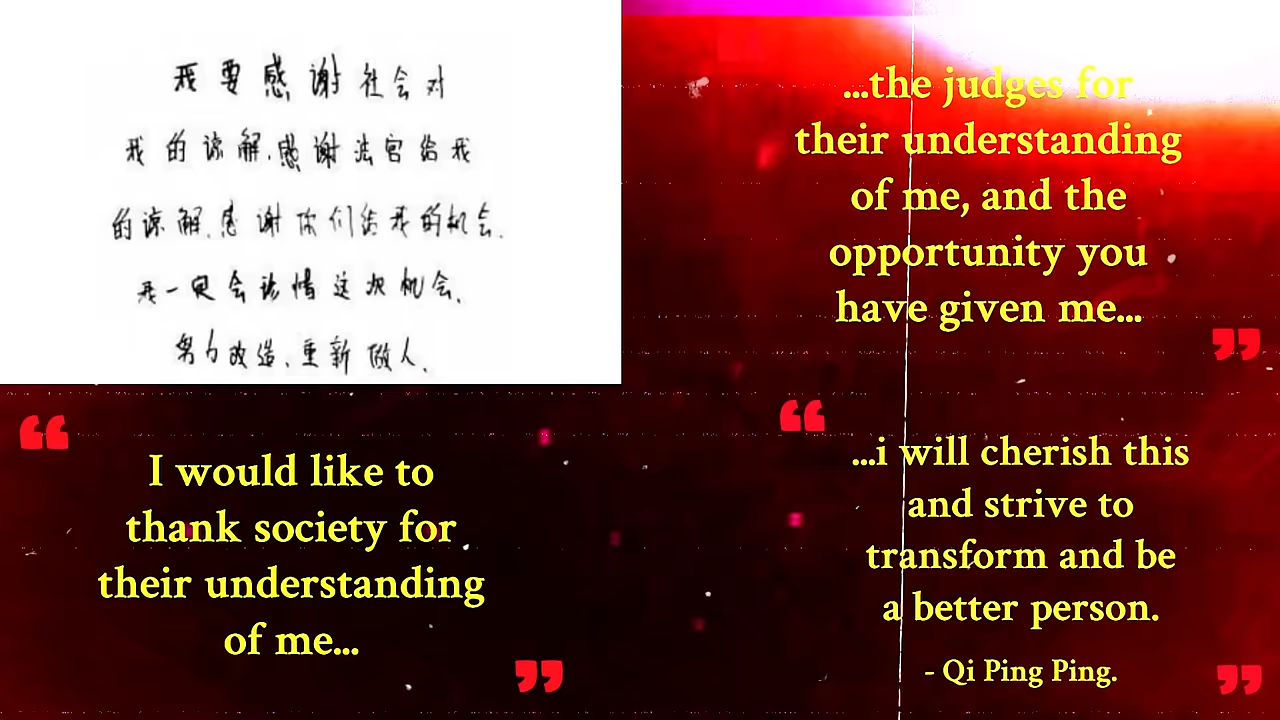 我要感谢社会对
我的谅解.感谢法官给我
的谅解.感谢你们给我的机会.
我一定会珍惜这次机会.
努力改造.重新做人.
“
I would like to
thank society for
their understanding
of me...
”
...the judges for
their understanding
of me, and the
opportunity you
have given me...
”
“
...i will cherish this
and strive to
transform and be
a better person.
- Qi Ping Ping.
”